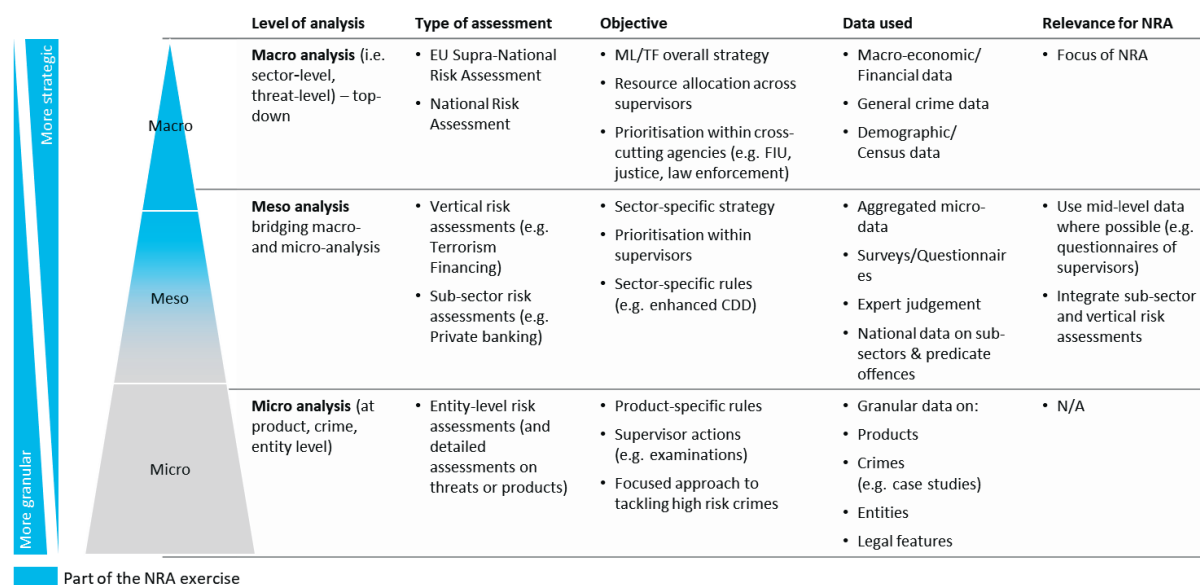 Level of analysis
Type of assessment
Objective
Data used
Relevance for NRA
More strategic
More granular
Macro
Macro analysis (i.e.
sector-level,
threat-level) – top-
down
• EU Supra-National
Risk Assessment
• National Risk
Assessment
• ML/TF overall strategy
• Resource allocation across
supervisors
• Prioritisation within cross-
cutting agencies (e.g. FIU,
justice, law enforcement)
• Macro-economic/
Financial data
• General crime data
• Demographic/
Census data
• Focus of NRA
Meso
Meso analysis
bridging macro-
and micro-analysis
• Vertical risk
assessments (e.g.
Terrorism
Financing)
• Sub-sector risk
assessments (e.g.
Private banking)
• Sector-specific strategy
• Prioritisation within
supervisors
• Sector-specific rules
(e.g. enhanced CDD)
• Aggregated micro-
data
• Surveys/Questionnair
es
• Expert judgement
• National data on sub-
sectors & predicate
offences
• Use mid-level data
where possible (e.g.
questionnaires of
supervisors)
• Integrate sub-sector
and vertical risk
assessments
Micro
Micro analysis (at
product, crime,
entity level)
• Entity-level risk
assessments (and
detailed
assessments on
threats or products)
• Product-specific rules
• Supervisor actions
(e.g. examinations)
• Focused approach to
tackling high risk crimes
• Granular data on:
• Products
• Crimes
(e.g. case studies)
• Entities
• Legal features
• N/A
Part of the NRA exercise